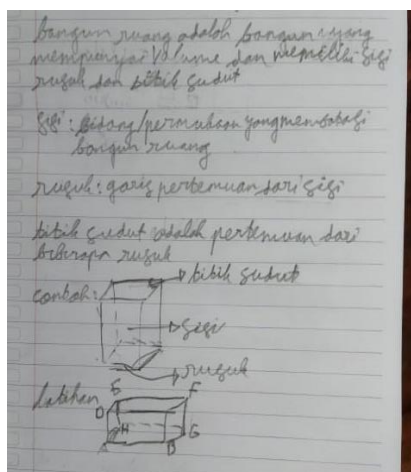 bangun ruang adalah bangun yang
mempunyai volume dan memiliki sisi
rusuk dan titik sudut
sisi : bidang/permukaan yang membatasi
bangun ruang
rusuk : garis pertemuan dari sisi
titik sudut adalah pertemuan dari
beberapa rusuk
contoh :
titik sudut
sisi
rusuk
latihan
E
F
D
H
G
A
B